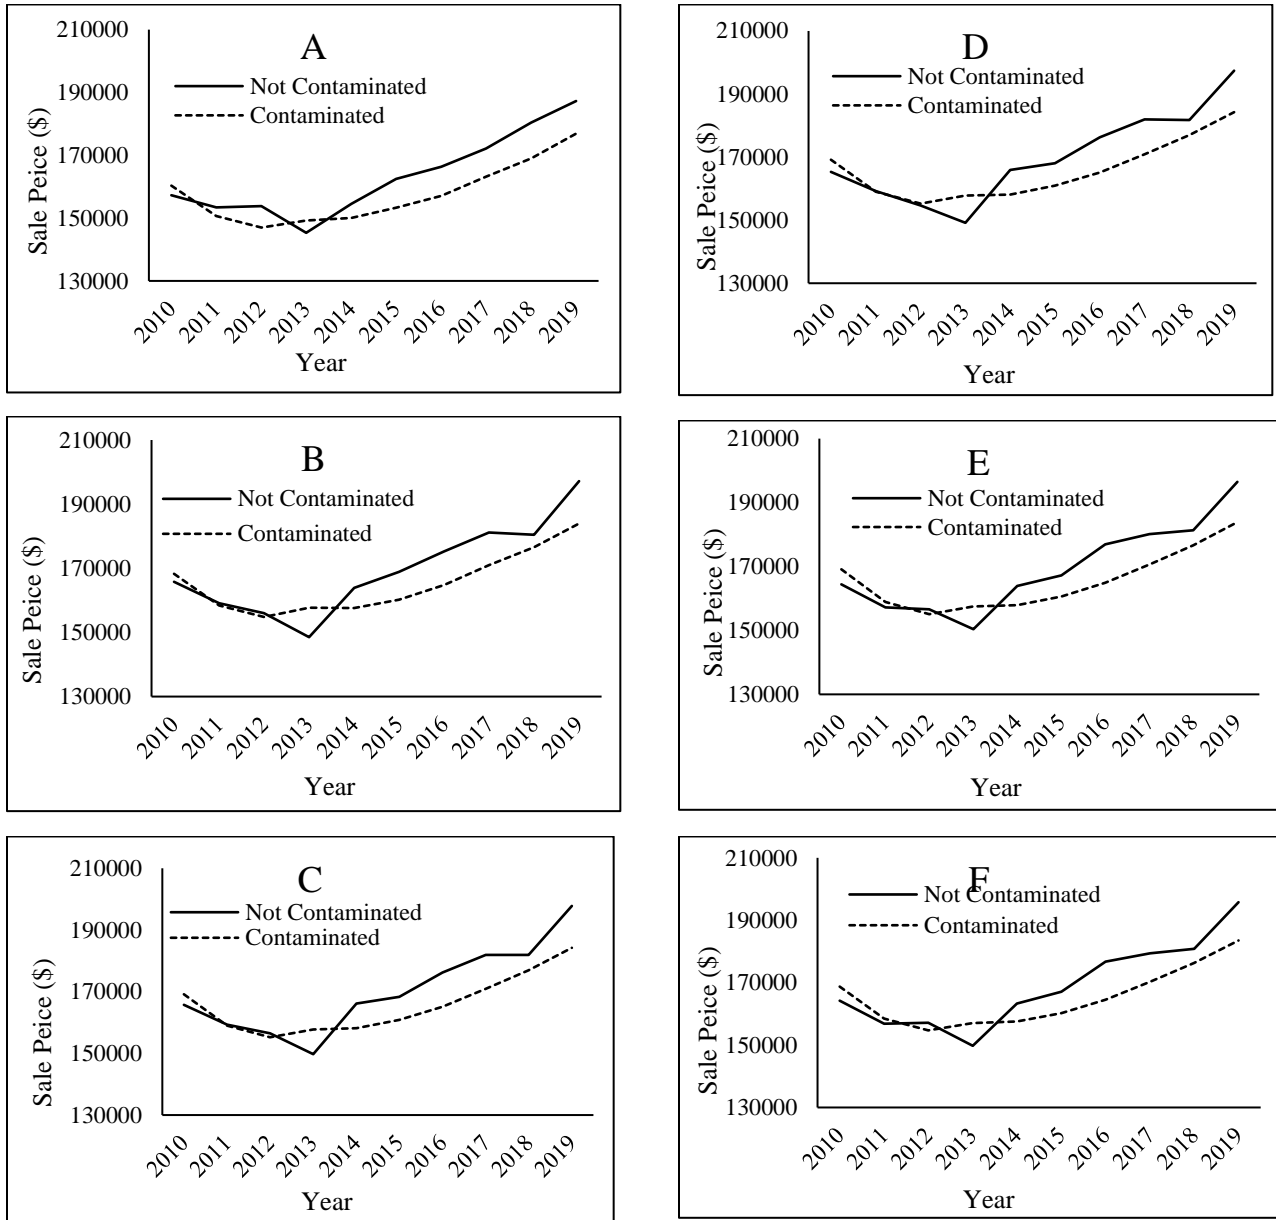 A
210000
190000
170000
150000
130000
Sale Peice ($)
Not Contaminated
Contaminated
2010 2011 2012 2013 2014 2015 2016 2017 2018 2019
Year
D
210000
190000
170000
150000
130000
Sale Peice ($)
Not Contaminated
Contaminated
2010 2011 2012 2013 2014 2015 2016 2017 2018 2019
Year
B
210000
190000
170000
150000
130000
Sale Peice ($)
Not Contaminated
Contaminated
2010 2011 2012 2013 2014 2015 2016 2017 2018 2019
Year
E
210000
190000
170000
150000
130000
Sale Peice ($)
Not Contaminated
Contaminated
2010 2011 2012 2013 2014 2015 2016 2017 2018 2019
Year
C
210000
190000
170000
150000
130000
Sale Peice ($)
Not Contaminated
Contaminated
2010 2011 2012 2013 2014 2015 2016 2017 2018 2019
Year
F
210000
190000
170000
150000
130000
Sale Peice ($)
Not Contaminated
Contaminated
2010 2011 2012 2013 2014 2015 2016 2017 2018 2019
Year